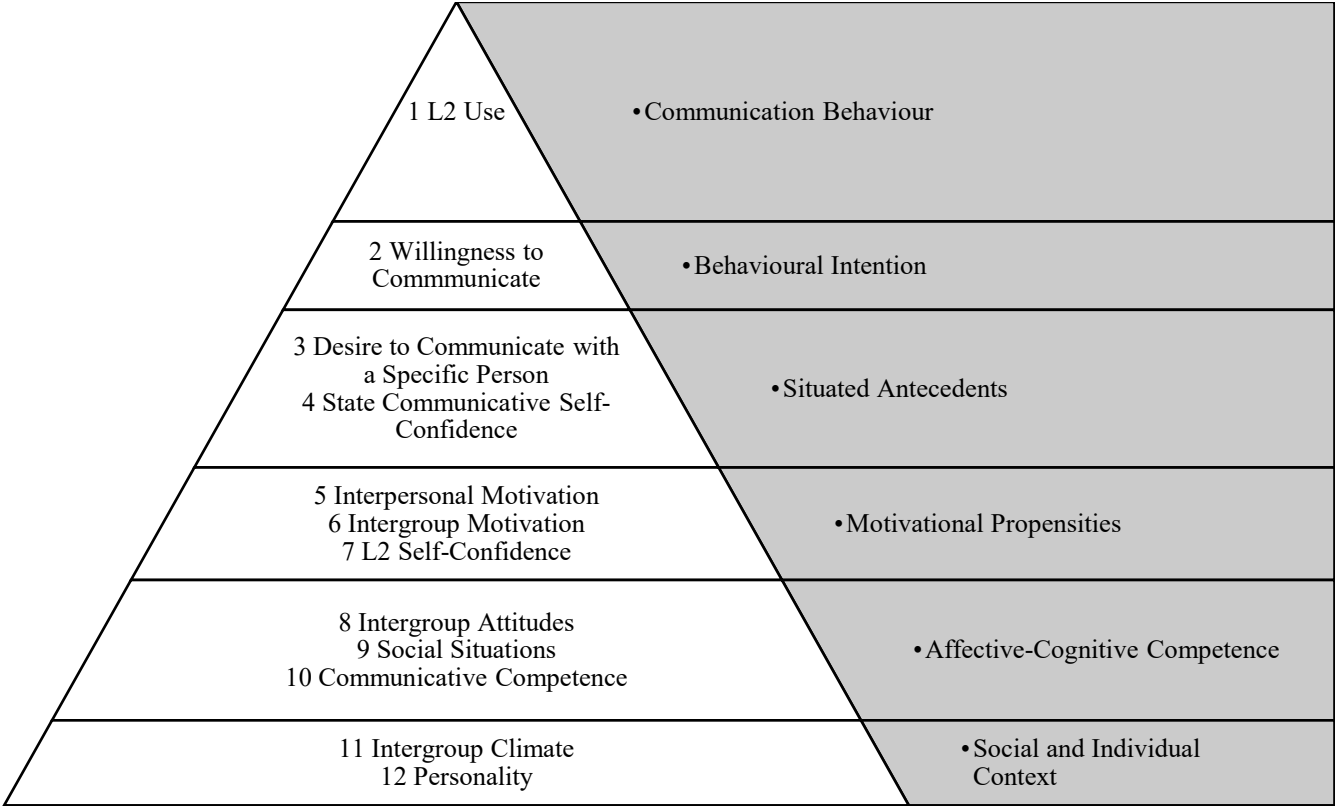 1 L2 Use
•Communication Behaviour
2 Willingness to
Commmunicate
•Behavioural Intention
3 Desire to Communicate with
a Specific Person
4 State Communicative Self-
Confidence
•Situated Antecedents
5 Interpersonal Motivation
6 Intergroup Motivation
7 L2 Self-Confidence
•Motivational Propensities
8 Intergroup Attitudes
9 Social Situations
10 Communicative Competence
•Affective-Cognitive Competence
11 Intergroup Climate
12 Personality
•Social and Individual
Context